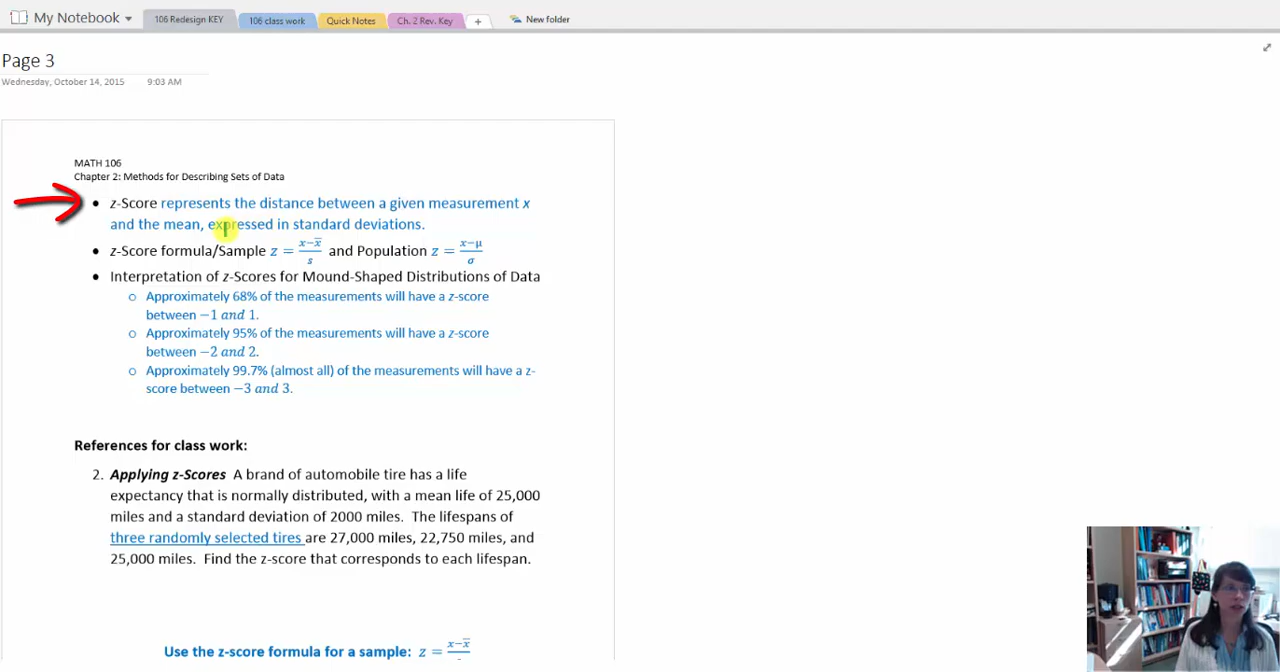 My Notebook 106 Redesign KEY 106 class work Quick Notes Ch. 2 Rev. Key + New folder
Page 3
Wednesday, October 14, 2015 9:03 AM
MATH 106
Chapter 2: Methods for Describing Sets of Data
• z-Score represents the distance between a given measurement x
and the mean, expressed in standard deviations.
• z-Score formula/Sample z = (x−x̅)/s and Population z = (x−μ)/σ
• Interpretation of z-Scores for Mound-Shaped Distributions of Data
o Approximately 68% of the measurements will have a z-score
between −1 and 1.
o Approximately 95% of the measurements will have a z-score
between −2 and 2.
o Approximately 99.7% (almost all) of the measurements will have a z-
score between −3 and 3.
References for class work:
2. Applying z-Scores A brand of automobile tire has a life
expectancy that is normally distributed, with a mean life of 25,000
miles and a standard deviation of 2000 miles. The lifespans of
three randomly selected tires are 27,000 miles, 22,750 miles, and
25,000 miles. Find the z-score that corresponds to each lifespan.
Use the z-score formula for a sample: z = x−x̅